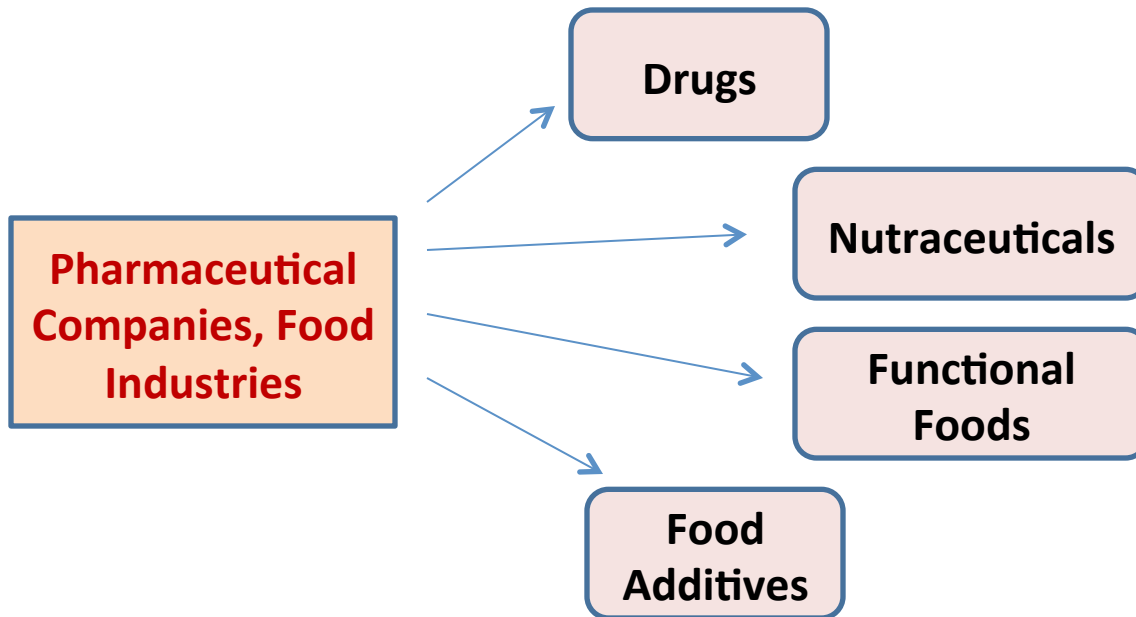 Drugs
Nutraceuticals
Pharmaceutical
Companies, Food
Industries
Functional
Foods
Food
Additives